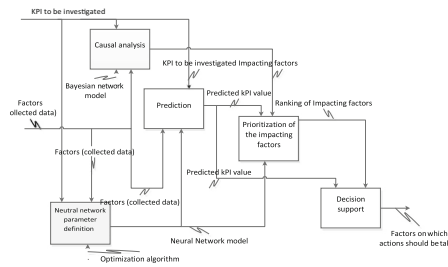 KPI to be investigated
Causal analysis
KPI to be investigated Impacting factors
Bayesian network
model
Predicted kPI value
Prediction
Ranking of Impacting factors
Factors
ollected data)
Prioritization of
the impacting
factors
Factors (collected data)
Predicted kPI value
Factors (collected data)
Decision
support
Neutral network
parameter
definition
Neural Network model
Factors on which
actions should be tak
Optimization algorithm